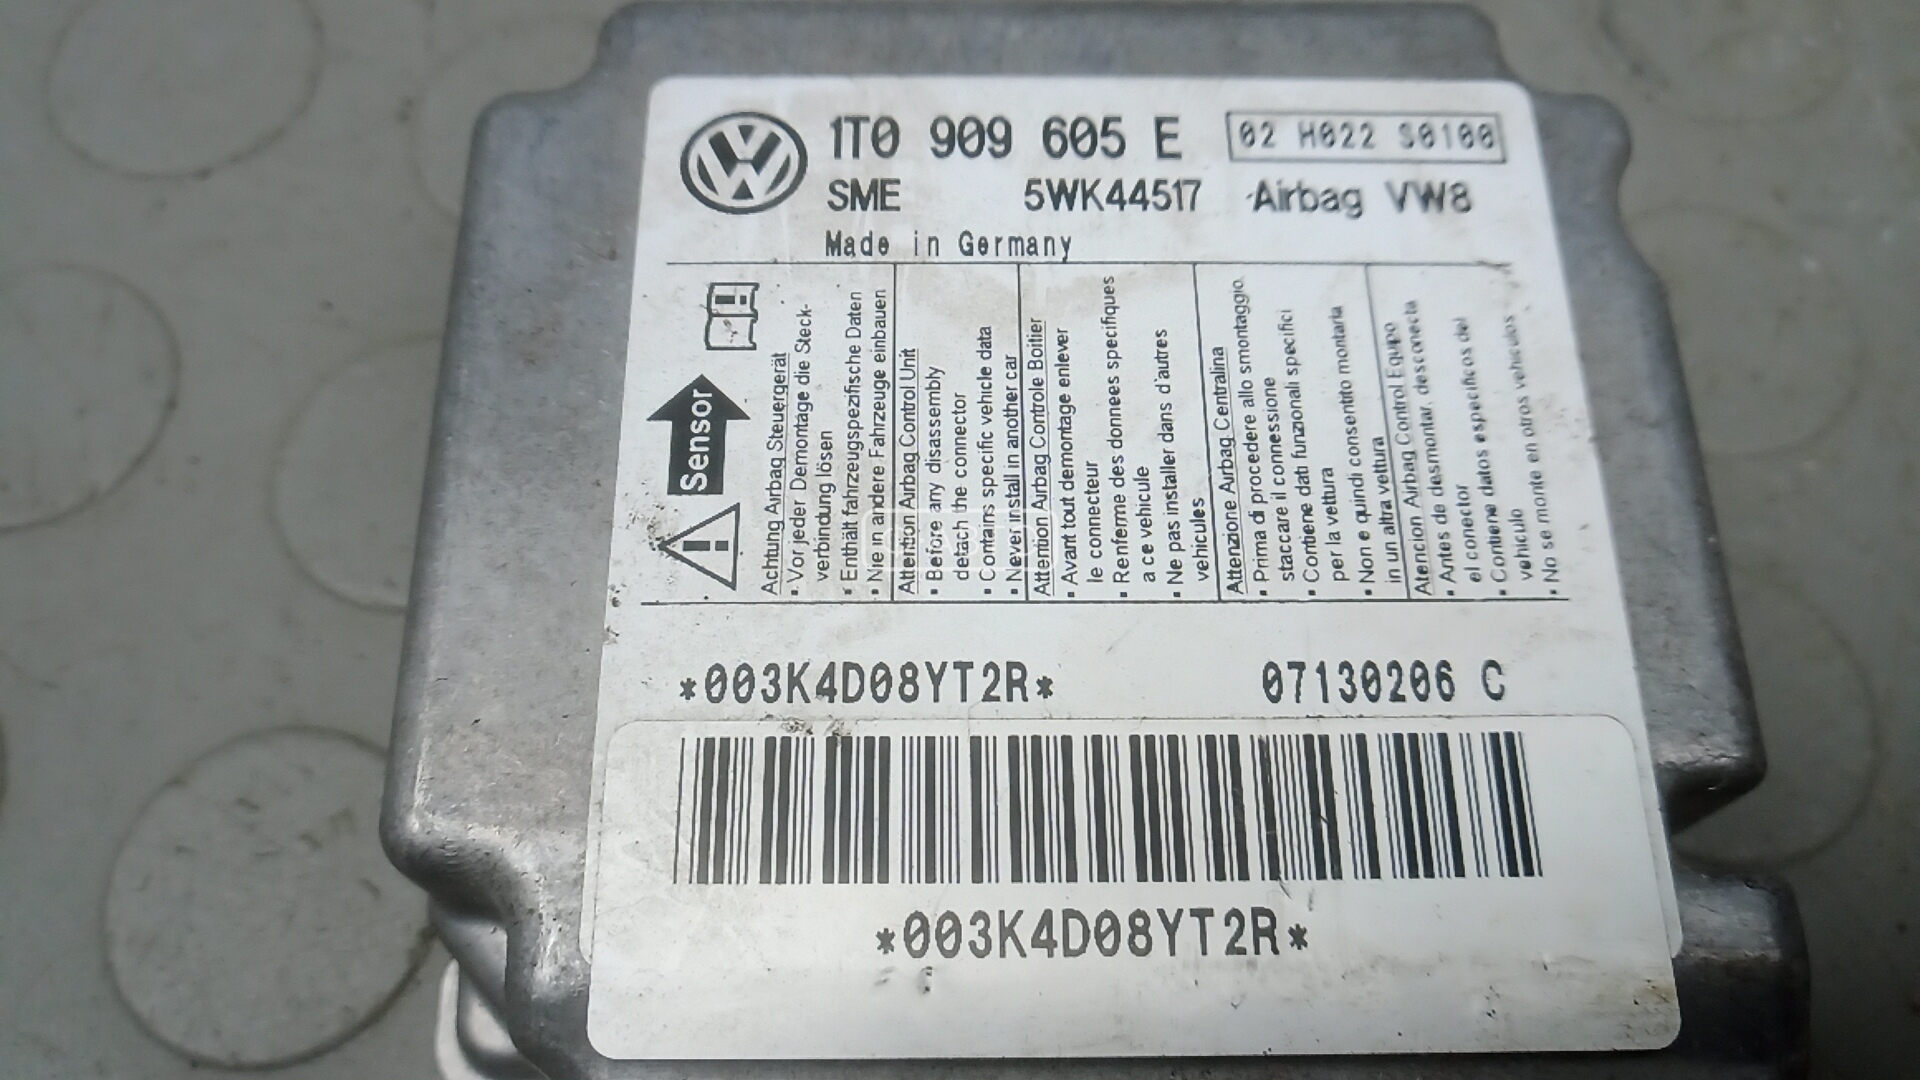 1T0 909 605 E 02 H022 S0100
SME 5WK44517 Airbag VW8
Made in Germany
Sensor
Achtung Airbag Steuergerät
▪ Vor jeder Demontage die Steck-
verbindung lösen
▪ Enthält fahrzeugspezifische Daten
▪ Nie in andere Fahrzeuge einbauen
Attention Airbag Control Unit
▪ Before any disassembly
detach the connector
▪ Contains specific vehicle data
▪ Never install in another car
Attention Airbag Controle Boitier
▪ Avant tout demontage enlever
le connecteur
▪ Renferme des donnees specifiques
a ce vehicule
▪ Ne pas installer dans d'autres
vehicules
Attenzione Airbag Centralina
▪ Prima di procedere allo smontaggio
staccare il connessione
▪ Contiene dati funzionali specifici
per la vettura
▪ Non e quindi consentito montarla
in un altra vettura
Atencion Airbag Control Equipo
▪ Antes de desmontar, desconecta
el conector
▪ Contiene datos especificos del
vehiculo
▪ No se monte en otros vehiculos
*003K4D08YT2R* 07130206 C
*003K4D08YT2R*